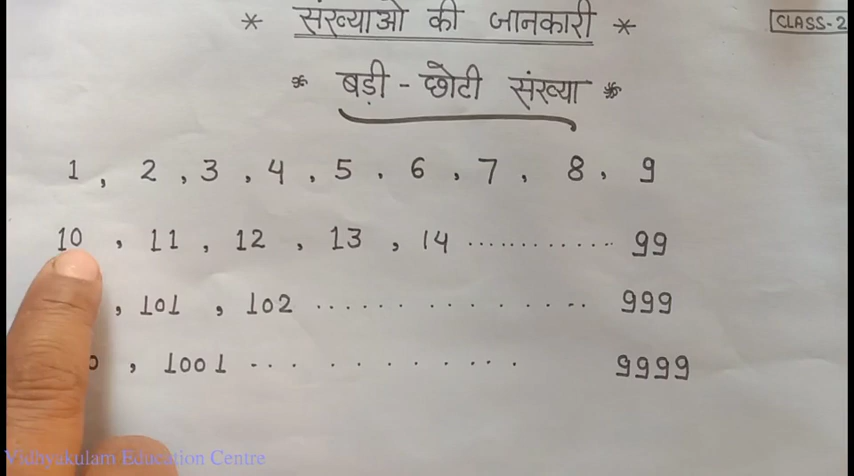 * संख्याओ की जानकारी *
CLASS-2
* बड़ी - छोटी संख्या *
1 , 2 , 3 , 4 , 5 , 6 , 7 , 8 , 9
10 , 11 , 12 , 13 , 14 ............ 99
, 101 , 102 ............... 999
0 , 1001 ............ 9999
Vidhyakulam Education Centre